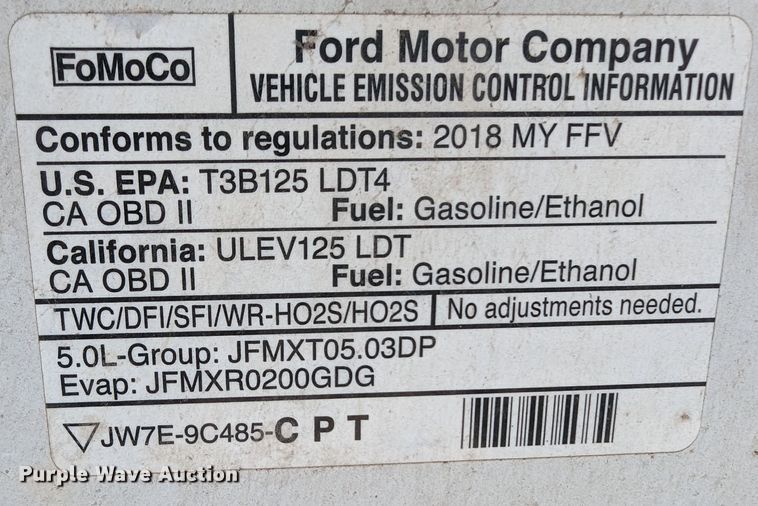 FoMoCo
Ford Motor Company
VEHICLE EMISSION CONTROL INFORMATION
Conforms to regulations: 2018 MY FFV
U.S. EPA: T3B125 LDT4
CA OBD II Fuel: Gasoline/Ethanol
California: ULEV125 LDT
CA OBD II Fuel: Gasoline/Ethanol
TWC/DFI/SFI/WR-HO2S/HO2S No adjustments needed.
5.0L-Group: JFMXT05.03DP
Evap: JFMXR0200GDG
JW7E-9C485-C P T
Purple Wave Auction